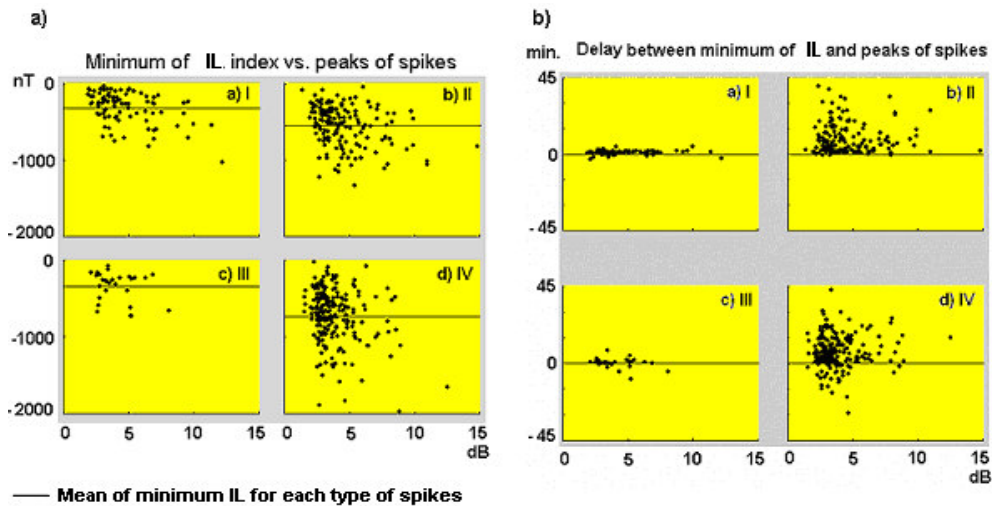 a)
Minimum of IL. index vs. peaks of spikes
nT
0
-1000
-2000
a) I
b) II
0
-1000
-2000
c) III
d) IV
0 5 10 15
0 5 10 15
dB
dB
Mean of minimum IL for each type of spikes
b)
min.
Delay between minimum of IL and peaks of spikes
45
0
-45
a) I
b) II
45
0
-45
c) III
d) IV
0 5 10 15
0 5 10 15
dB
dB